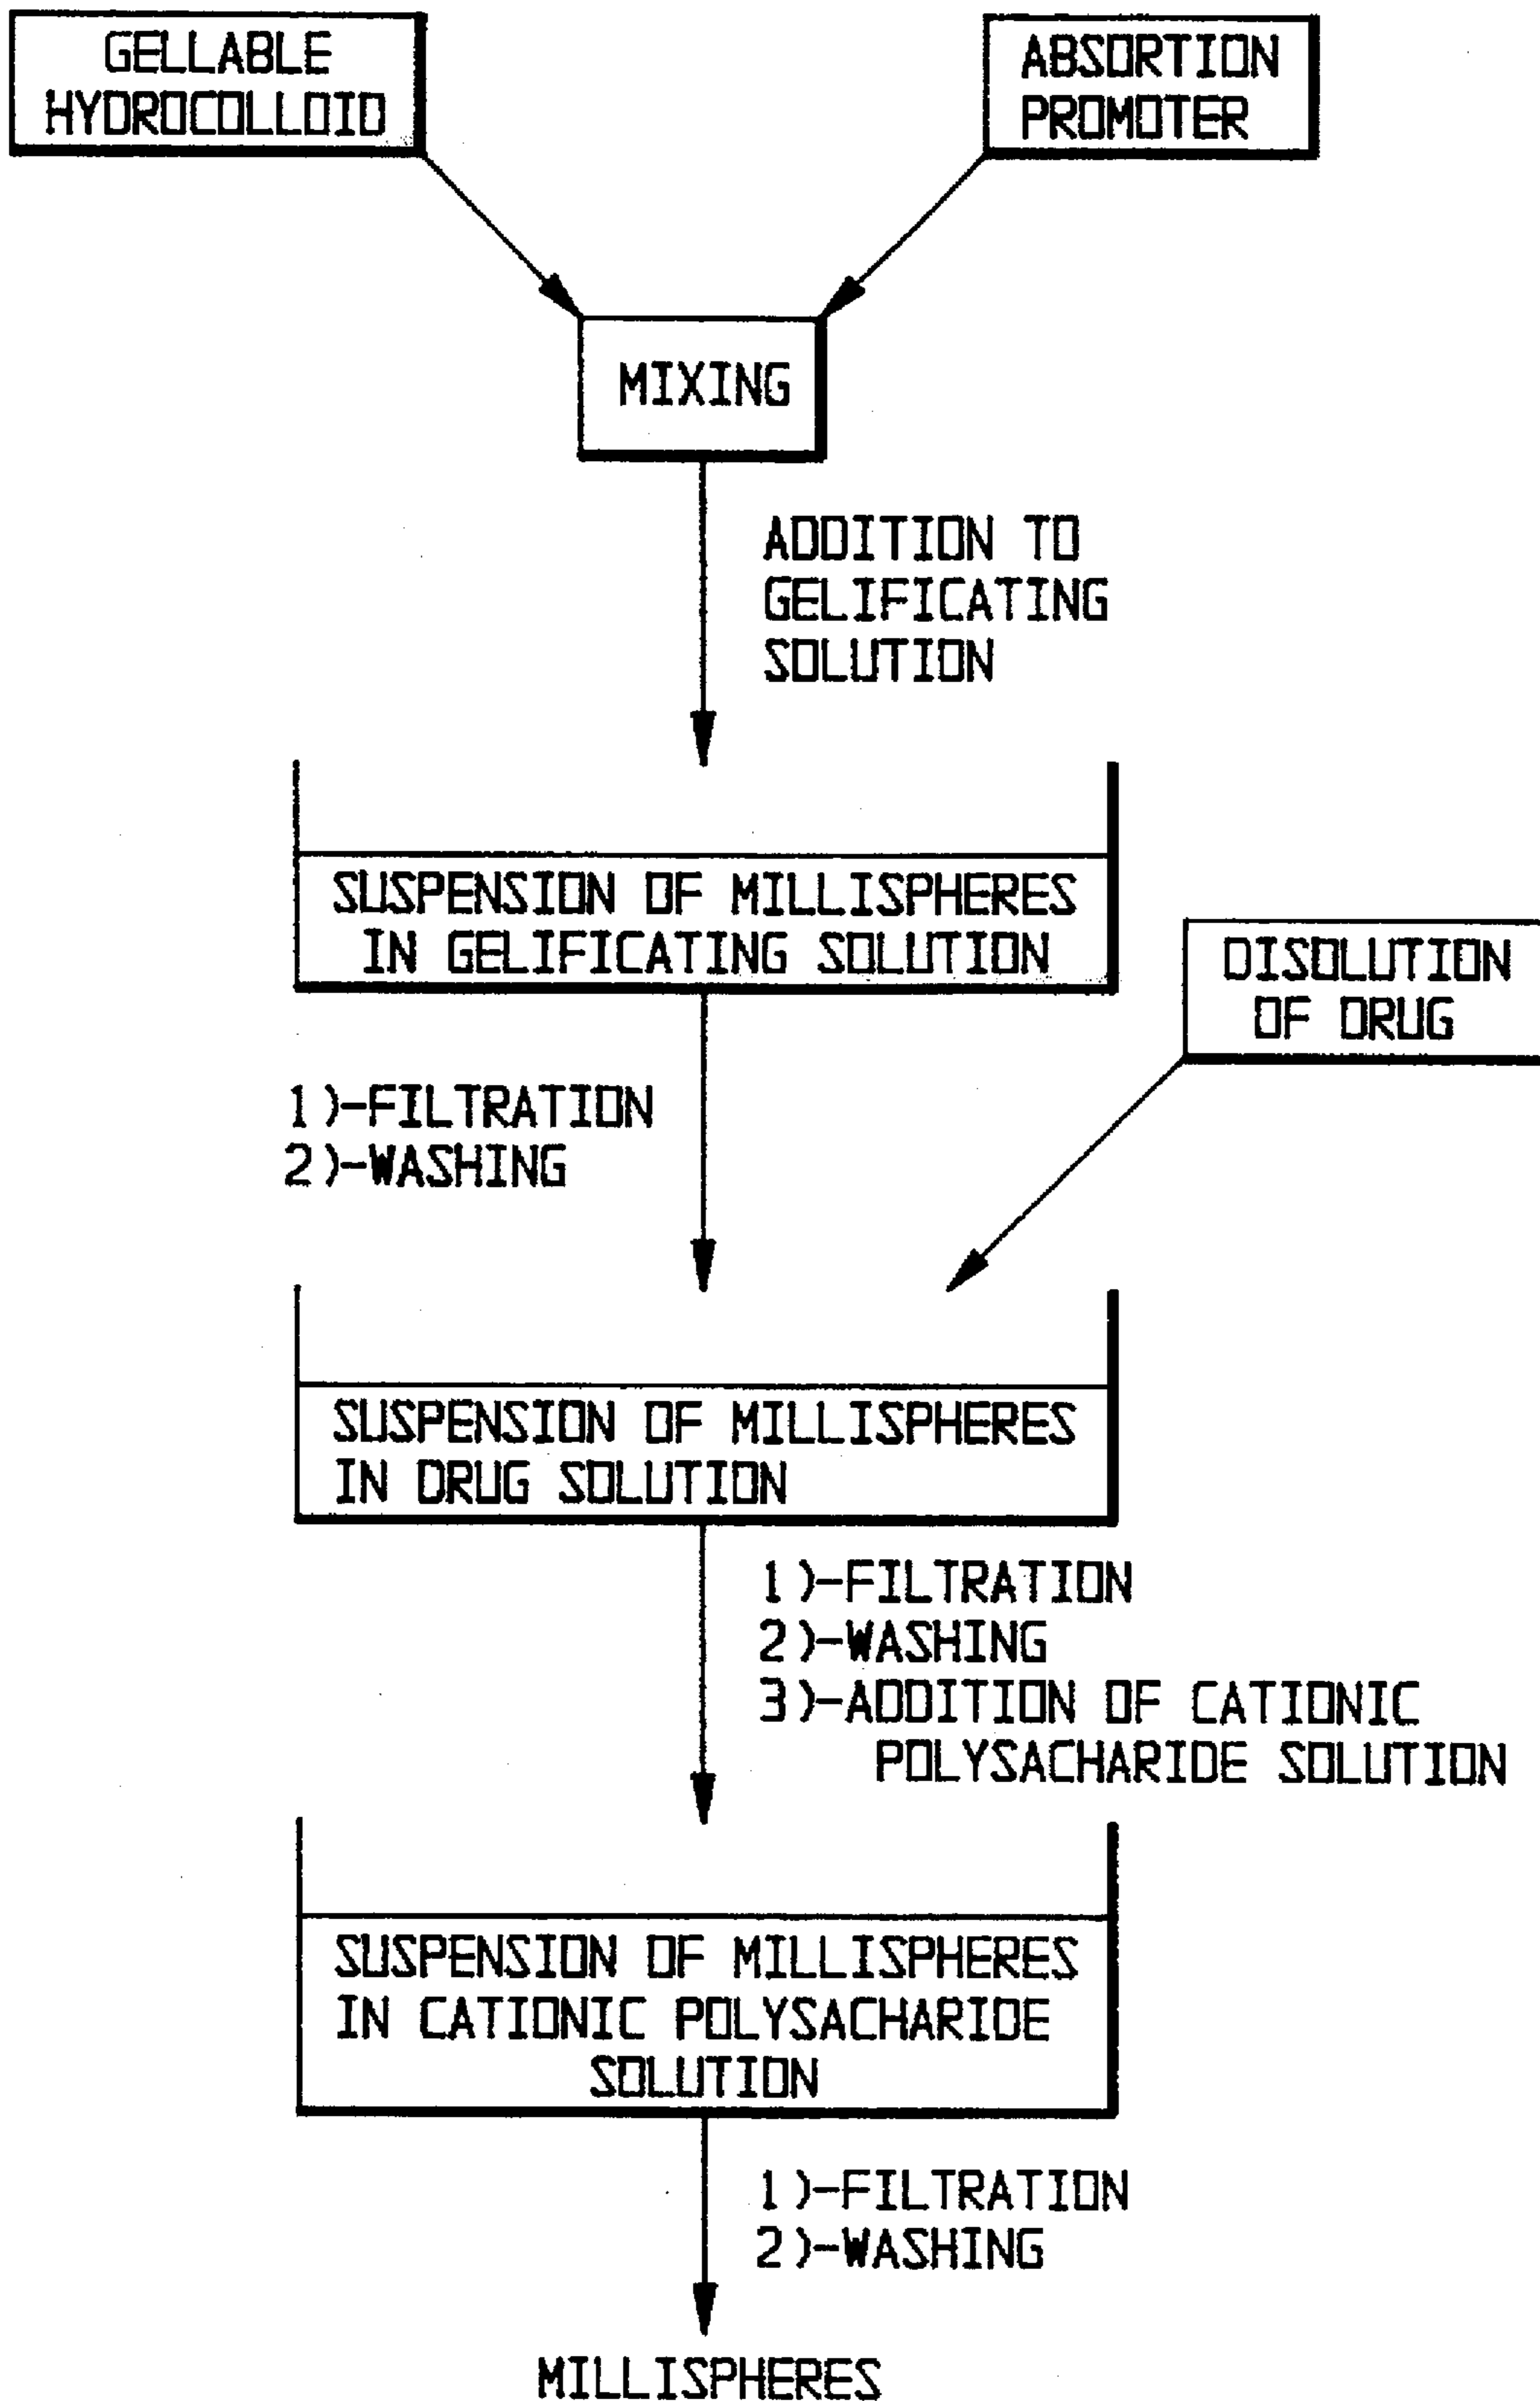 GELLABLE
HYDROCOLLOID
ABSORTION
PROMOTER
MIXING
ADDITION TO
GELIFICATING
SOLUTION
SUSPENSION OF MILLISPHERES
IN GELIFICATING SOLUTION
DISOLUTION
OF DRUG
1)-FILTRATION
2)-WASHING
SUSPENSION OF MILLISPHERES
IN DRUG SOLUTION
1)-FILTRATION
2)-WASHING
3)-ADDITION OF CATIONIC
POLYSACHARIDE SOLUTION
SUSPENSION OF MILLISPHERES
IN CATIONIC POLYSACHARIDE
SOLUTION
1)-FILTRATION
2)-WASHING
MILLISPHERES